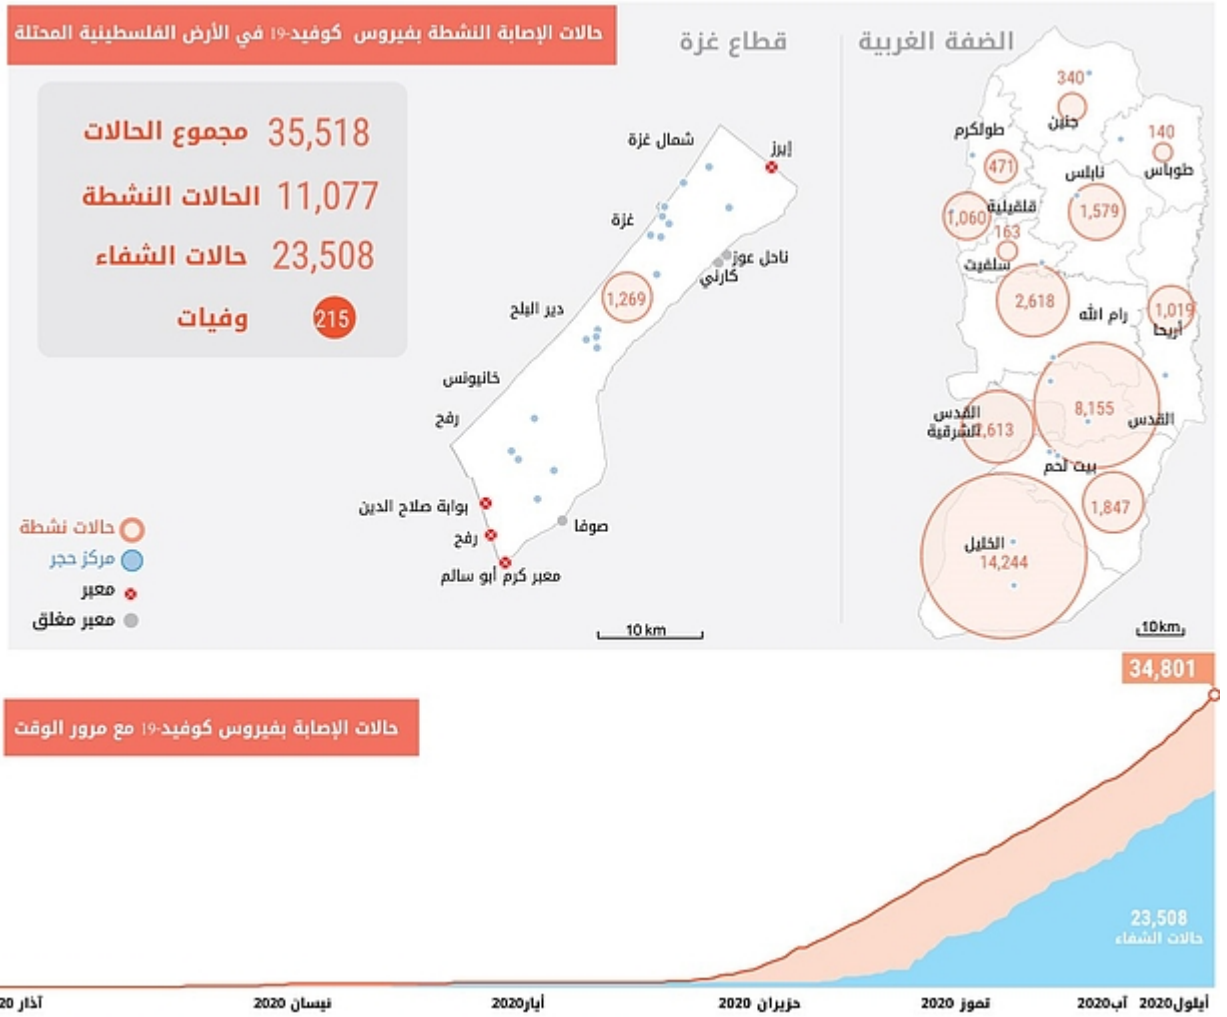 حالات الإصابة النشطة بفيروس كوفيد-19 في الأرض الفلسطينية المحتلة
مجموع الحالات 35,518
الحالات النشطة 11,077
حالات الشفاء 23,508
وفيات 215
قطاع غزة
شمال غزة
إيرز
غزة
ناحل عوز
كارني
1,269
دير البلح
خانيونس
رفح
بوابة صلاح الدين
صوفا
رفح
معبر كرم أبو سالم
10 km
حالات نشطة
مركز حجر
معبر
معبر مغلق
الضفة الغربية
340
جنين
طولكرم
471
140
طوباس
نابلس
1,579
قلقيلية
1,060
163
سلفيت
2,618
رام الله
1,019
أريحا
8,155
القدس
القدس
الشرقية
بيت لحم
1,847
الخليل
14,244
10km
34,801
حالات الإصابة بفيروس كوفيد-19 مع مرور الوقت
23,508
حالات الشفاء
آذار 20
نيسان 2020
أيار2020
حزيران 2020
تموز 2020
آب2020
أيلول2020